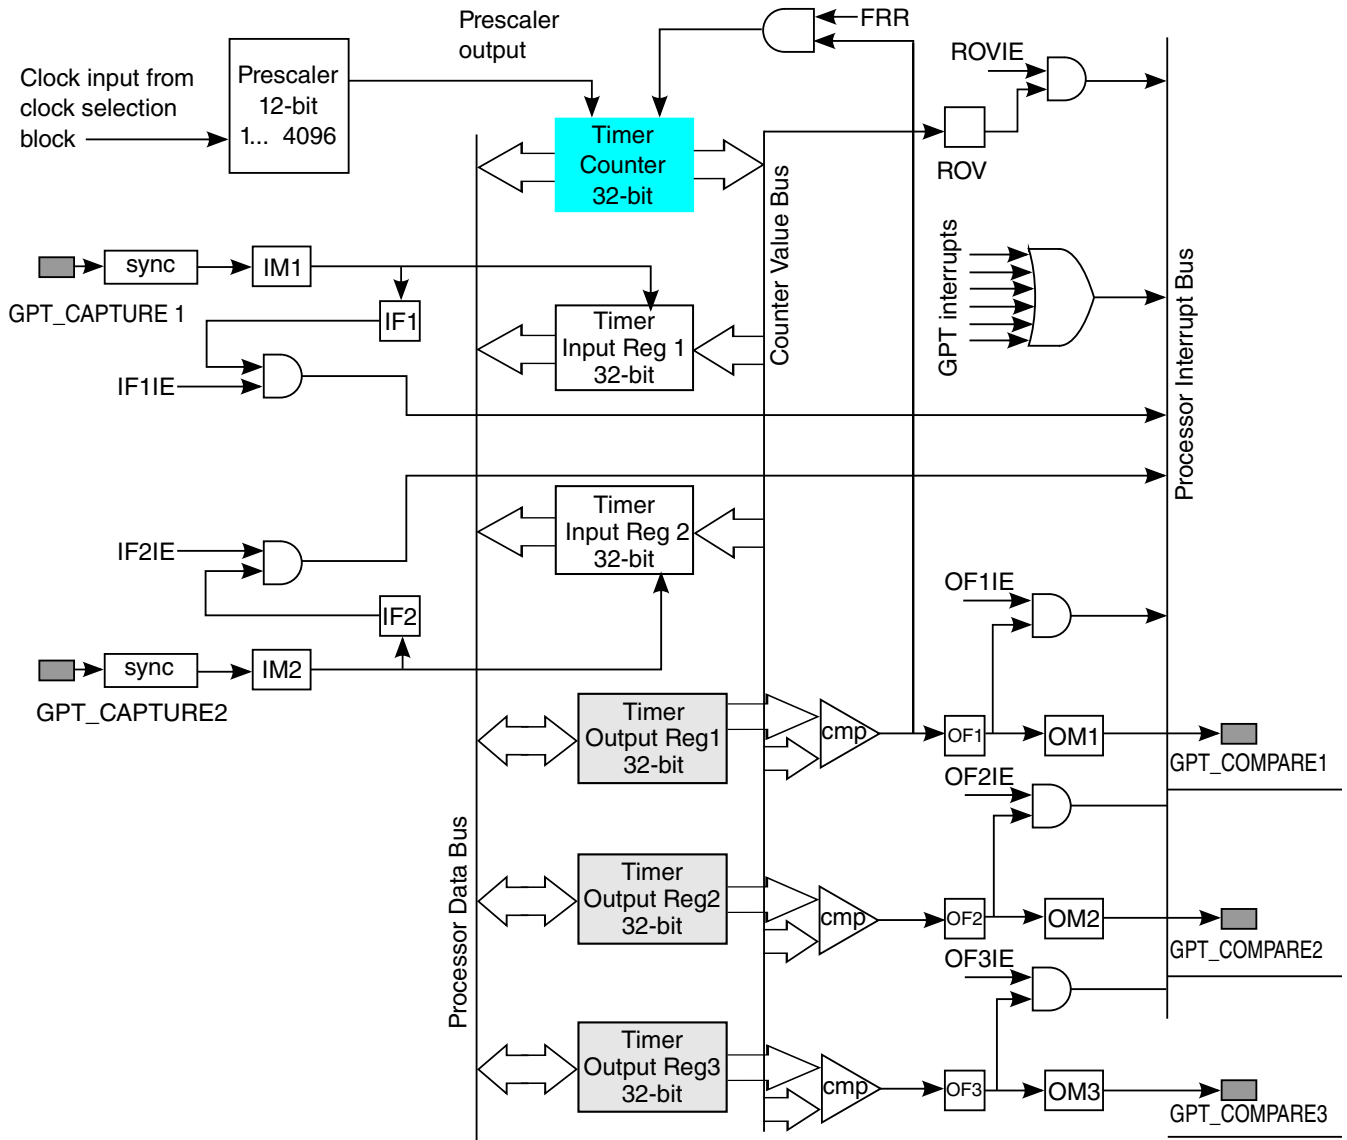 Prescaler
output
FRR
ROVIE
Clock input from
clock selection
block
Prescaler
12-bit
1... 4096
Timer
Counter
32-bit
ROV
Counter Value Bus
GPT interrupts
Processor Interrupt Bus
sync
IM1
GPT_CAPTURE 1
IF1
Timer
Input Reg 1
32-bit
IF1IE
Timer
Input Reg 2
32-bit
IF2IE
IF2
OF1IE
sync
IM2
GPT_CAPTURE2
Timer
Output Reg1
32-bit
cmp
OF1
OM1
GPT_COMPARE1
OF2IE
Processor Data Bus
Timer
Output Reg2
32-bit
cmp
OF2
OM2
GPT_COMPARE2
OF3IE
Timer
Output Reg3
32-bit
cmp
OF3
OM3
GPT_COMPARE3